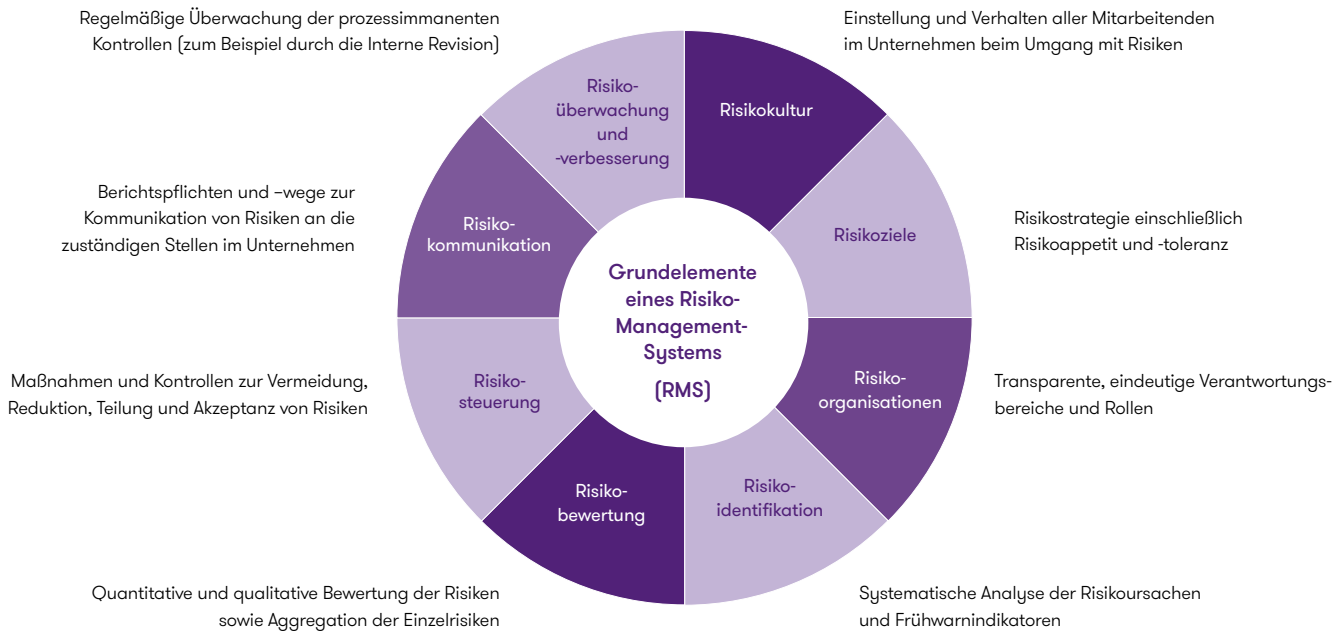 Regelmäßige Überwachung der prozessimmanenten
Kontrollen (zum Beispiel durch die Interne Revision)
Einstellung und Verhalten aller Mitarbeitenden
im Unternehmen beim Umgang mit Risiken
Risiko-
überwachung
und
-verbesserung
Risikokultur
Berichtspflichten und –wege zur
Kommunikation von Risiken an die
zuständigen Stellen im Unternehmen
Risiko-
kommunikation
Risikoziele
Risikostrategie einschließlich
Risikoappetit und -toleranz
Grundelemente
eines Risiko-
Management-
Systems
(RMS)
Maßnahmen und Kontrollen zur Vermeidung,
Reduktion, Teilung und Akzeptanz von Risiken
Risiko-
steuerung
Risiko-
organisationen
Transparente, eindeutige Verantwortungs-
bereiche und Rollen
Risiko-
bewertung
Risiko-
identifikation
Quantitative und qualitative Bewertung der Risiken
sowie Aggregation der Einzelrisiken
Systematische Analyse der Risikoursachen
und Frühwarnindikatoren